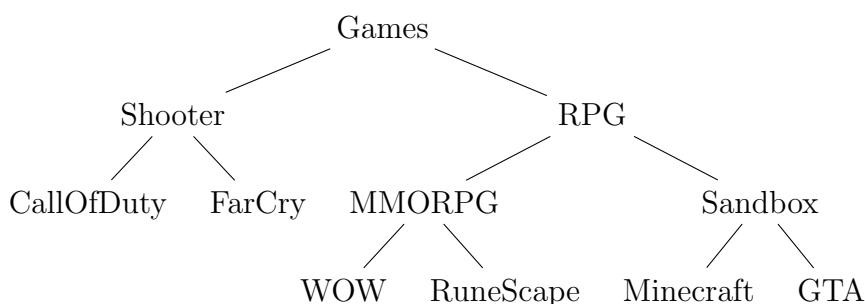 Games
Shooter RPG
CallOfDuty FarCry MMORPG Sandbox
WOW RuneScape Minecraft GTA